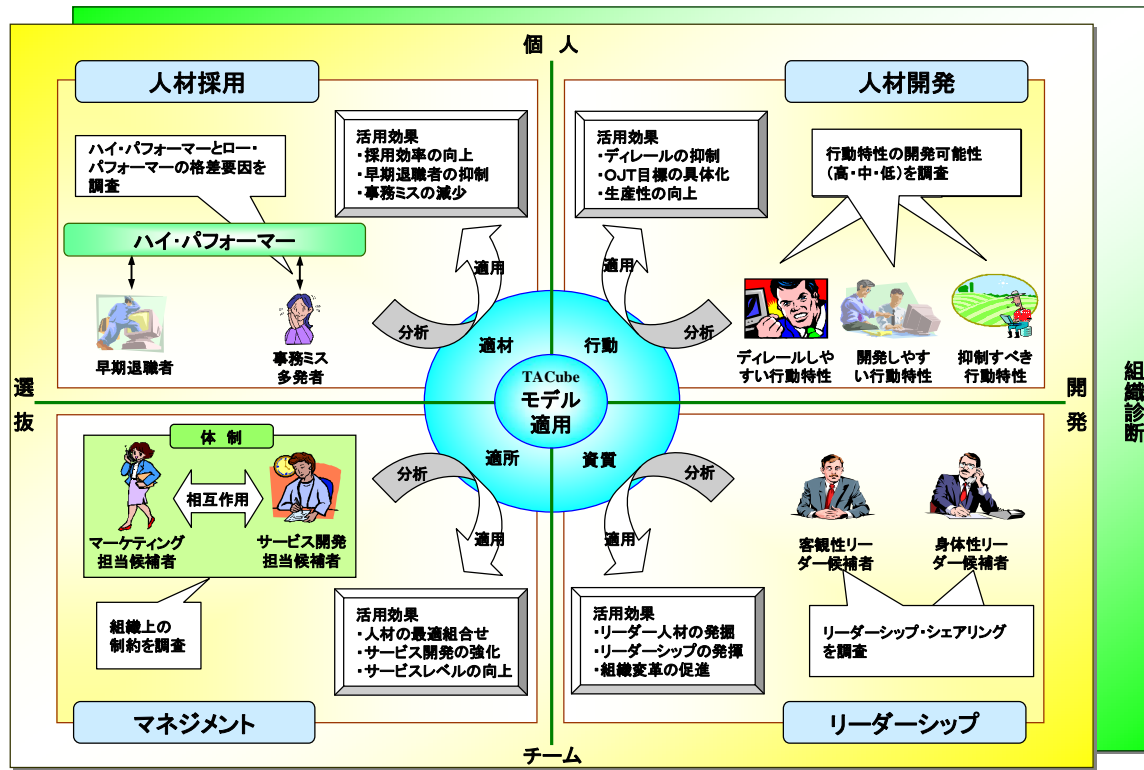 個 人
人材採用
ハイ・パフォーマーとロー・
パフォーマーの格差要因を
調査
ハイ・パフォーマー
早期退職者
事務ミス
多発者
活用効果
・採用効率の向上
・早期退職者の抑制
・事務ミスの減少
分析
適用
適材
人材開発
活用効果
・ディレールの抑制
・OJT目標の具体化
・生産性の向上
行動特性の開発可能性
(高・中・低)を調査
適用
分析
行動
ディレールしや
すい行動特性
開発しやす
い行動特性
抑制すべき
行動特性
選
抜
TACube
モデル
適用
開
発
組織診断
体 制
相互作用
マーケティング
担当候補者
サービス開発
担当候補者
組織上の
制約を調査
適所
分析
適用
活用効果
・人材の最適組合せ
・サービス開発の強化
・サービスレベルの向上
マネジメント
資質
分析
適用
活用効果
・リーダー人材の発掘
・リーダーシップの発揮
・組織変革の促進
客観性リー
ダー候補者
身体性リー
ダー候補者
リーダーシップ・シェアリング
を調査
リーダーシップ
チーム